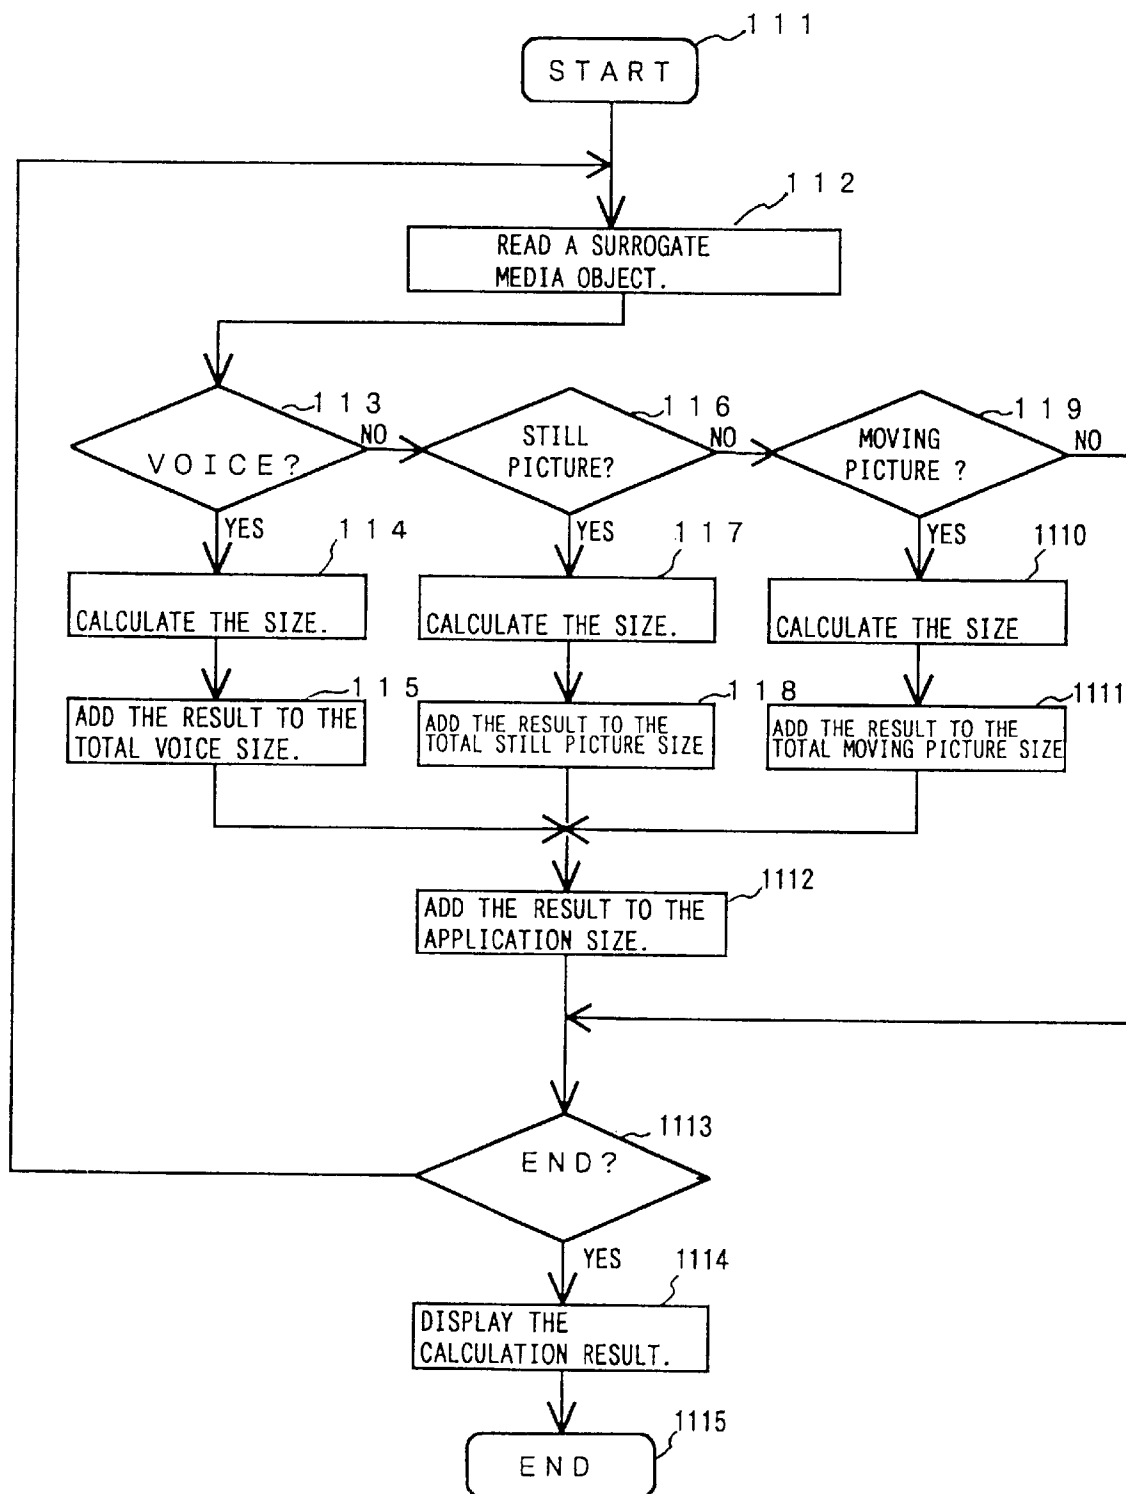 111
START
112
READ A SURROGATE
MEDIA OBJECT.
113
VOICE?
NO
116
STILL
PICTURE?
NO
119
MOVING
PICTURE ?
NO
YES
114
CALCULATE THE SIZE.
YES
117
CALCULATE THE SIZE.
YES
1110
CALCULATE THE SIZE
115
ADD THE RESULT TO THE
TOTAL VOICE SIZE.
118
ADD THE RESULT TO THE
TOTAL STILL PICTURE SIZE
1111
ADD THE RESULT TO THE
TOTAL MOVING PICTURE SIZE
1112
ADD THE RESULT TO THE
APPLICATION SIZE.
1113
END?
YES
1114
DISPLAY THE
CALCULATION RESULT.
1115
END